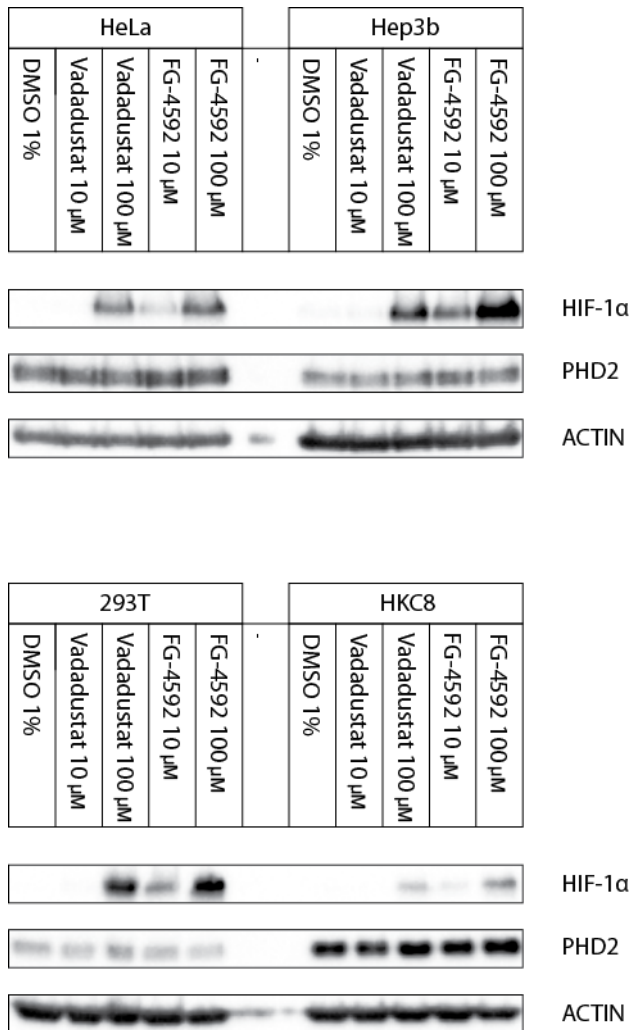 HeLa
Hep3b
DMSO 1%
Vadadustat 10 µM
Vadadustat 100 µM
FG-4592 10 µM
FG-4592 100 µM
DMSO 1%
Vadadustat 10 µM
Vadadustat 100 µM
FG-4592 10 µM
FG-4592 100 µM
HIF-1α
PHD2
ACTIN
293T
HKC8
DMSO 1%
Vadadustat 10 µM
Vadadustat 100 µM
FG-4592 10 µM
FG-4592 100 µM
DMSO 1%
Vadadustat 10 µM
Vadadustat 100 µM
FG-4592 10 µM
FG-4592 100 µM
HIF-1α
PHD2
ACTIN